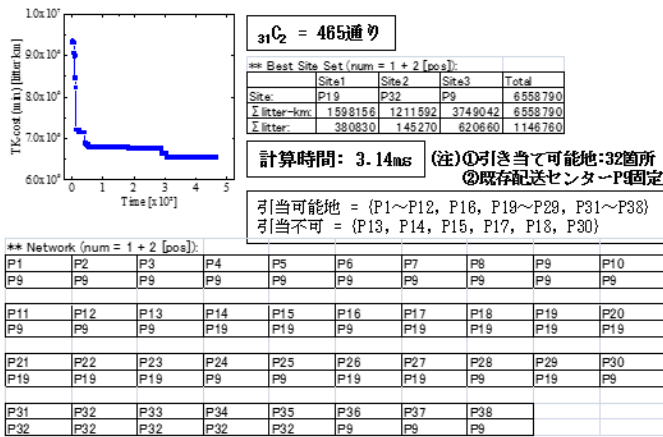 1.0x10⁷
9.0x10⁶
8.0x10⁶
7.0x10⁶
6.0x10⁶
TK-cost (min) [litter·km]
0 1 2 3 4 5
₃₁C₂ = 465通り
** Best Site Set (num = 1 + 2 [pos]):
Site1 Site2 Site3 Total
Site: P19 P32 P9 6558790
Σlitter-km: 1598156 1211592 3749042 6558790
Σlitter: 380830 145270 620660 1146760
計算時間: 3.14ms (注)①引き当て可能地:32箇所
②既存配送センターP9固定
引当可能地 = {P1～P12, P16, P19～P29, P31～P38}
引当不可 = {P13, P14, P15, P17, P18, P30}
** Network (num = 1 + 2 [pos]):
P1 P2 P3 P4 P5 P6 P7 P8 P9 P10
P9 P9 P9 P9 P9 P9 P9 P9 P9 P9
P11 P12 P13 P14 P15 P16 P17 P18 P19 P20
P9 P9 P9 P19 P19 P9 P19 P19 P19 P19
P21 P22 P23 P24 P25 P26 P27 P28 P29 P30
P19 P19 P19 P9 P9 P19 P19 P9 P19 P9
P31 P32 P33 P34 P35 P36 P37 P38
P32 P32 P32 P32 P32 P9 P9 P9